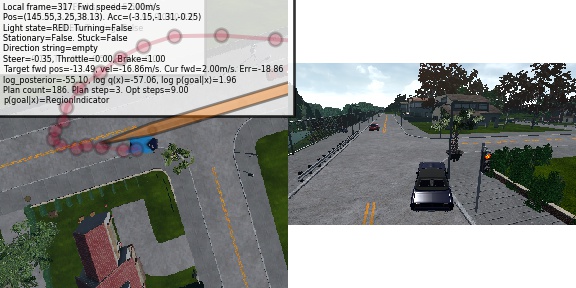 Local frame=317. Fwd speed=2.00m/s
Pos=(145.55,3.25,38.13). Acc=(-3.15,-1.31,-0.25)
Light state=RED. Turning=False
Stationary=False. Stuck=False
Direction string=empty
Steer=-0.35, Throttle=0.00, Brake=1.00
Target fwd pos=-13.49, vel=-16.86m/s. Cur fwd=2.00m/s. Err=-18.86
log_posterior=-55.10, log q(x)=-57.06, log p(goal|x)=1.96
Plan count=186. Plan step=3. Opt steps=9.00
p(goal|x)=RegionIndicator